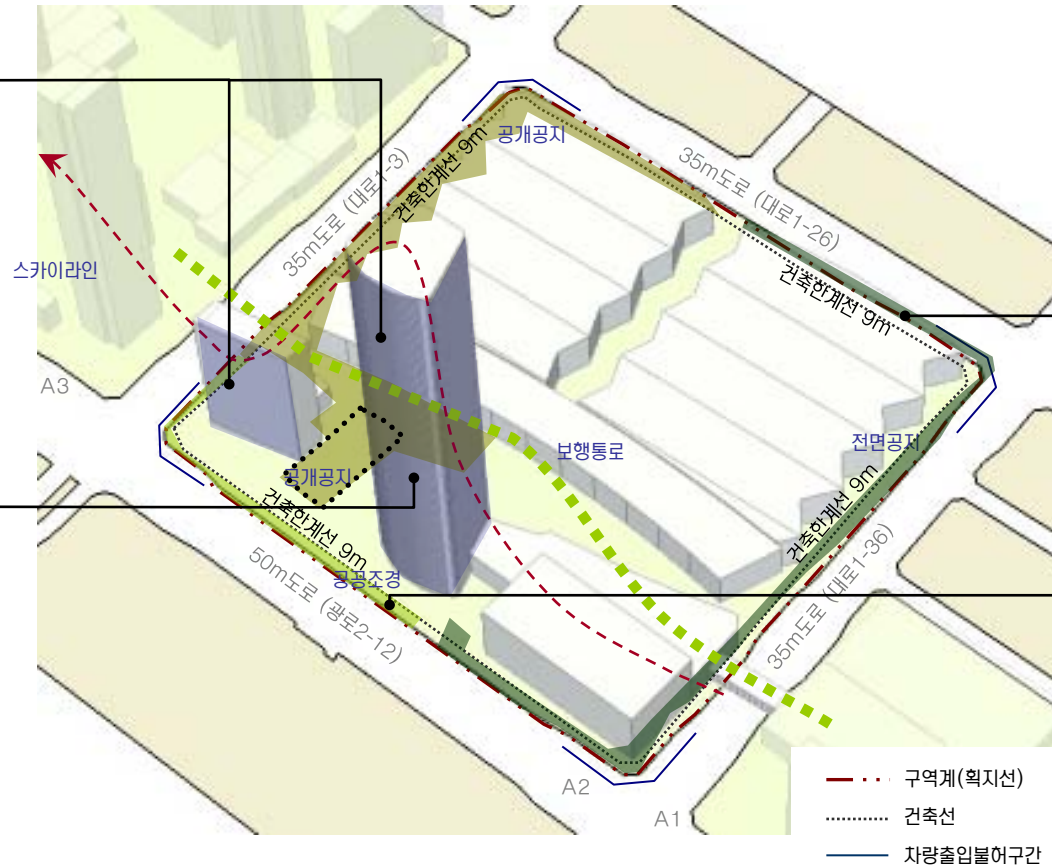 공개공지
건축한계선 9m
35m도로 (대로1-3)
35m도로 (대로1-26)
건축한계선 9m
스카이라인
A3
보행통로
전면공지
공개공지
건축한계선 9m
건축한계선 9m
공공조경
50m도로 (광로2-12)
35m도로 (대로1-36)
A2
A1
구역계(획지선)
건축선
차량출입불허구간